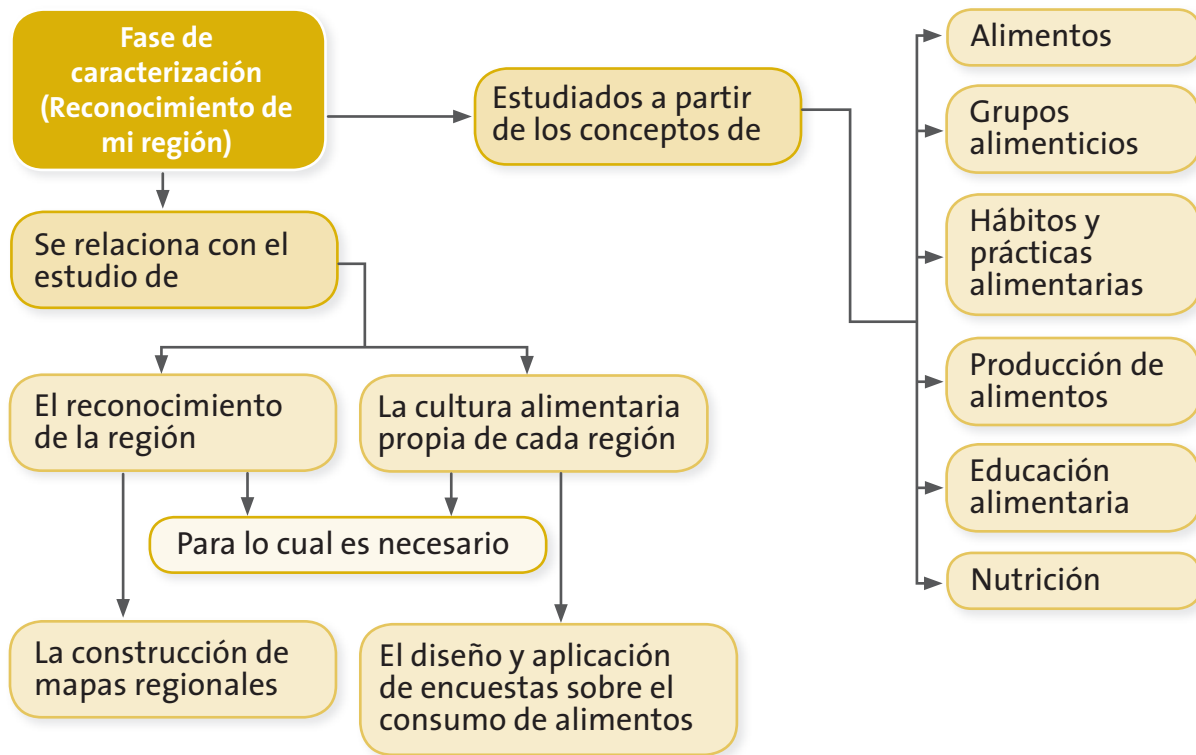 Fase de
caracterización
(Reconocimiento de
mi región)
Estudiados a partir
de los conceptos de
Alimentos
Grupos
alimenticios
Hábitos y
prácticas
alimentarias
Producción de
alimentos
Educación
alimentaria
Nutrición
Se relaciona con el
estudio de
El reconocimiento
de la región
La cultura alimentaria
propia de cada región
Para lo cual es necesario
La construcción de
mapas regionales
El diseño y aplicación
de encuestas sobre el
consumo de alimentos